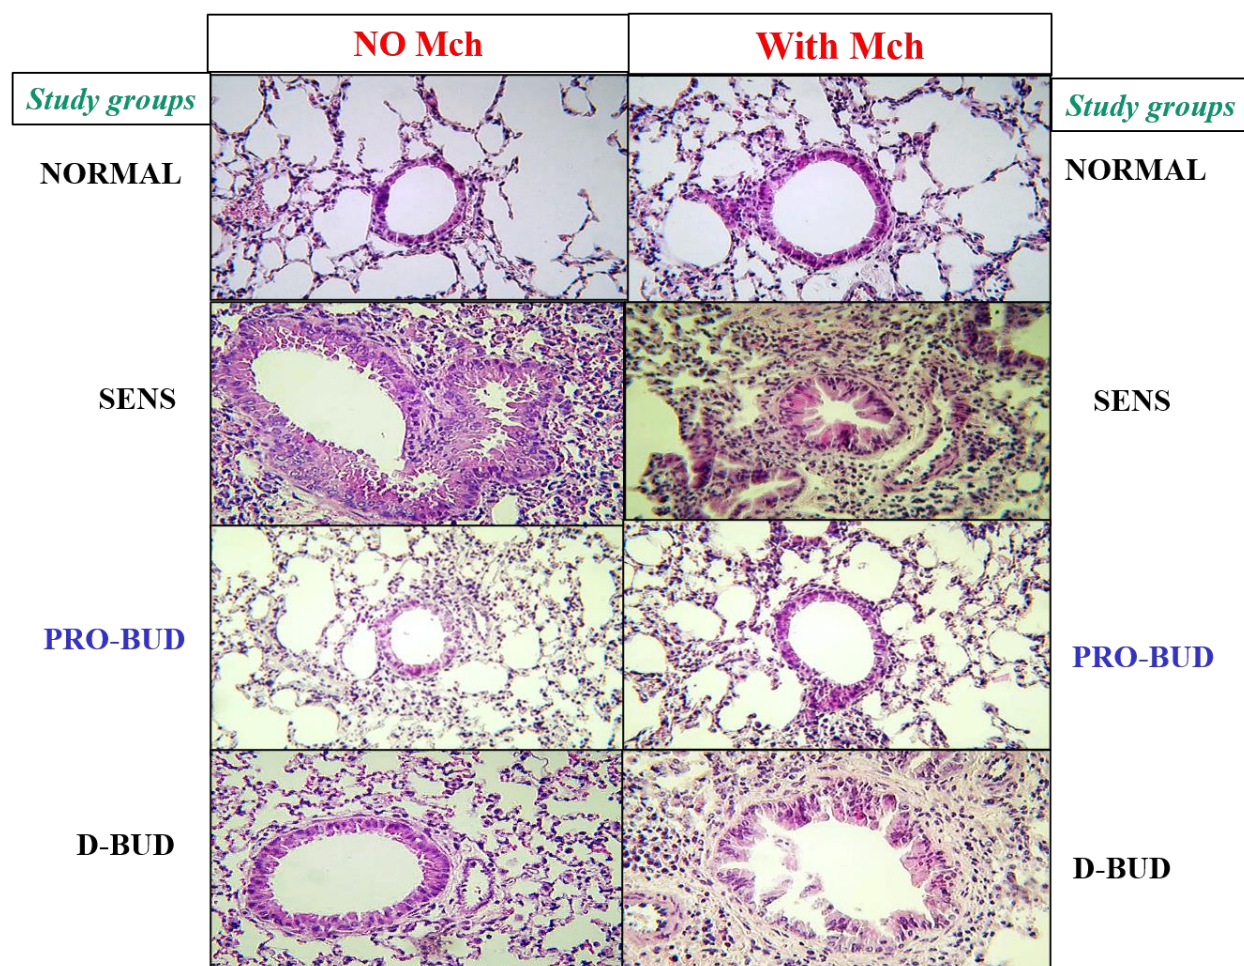 NO Mch
With Mch
Study groups
Study groups
NORMAL
NORMAL
SENS
SENS
PRO-BUD
PRO-BUD
D-BUD
D-BUD